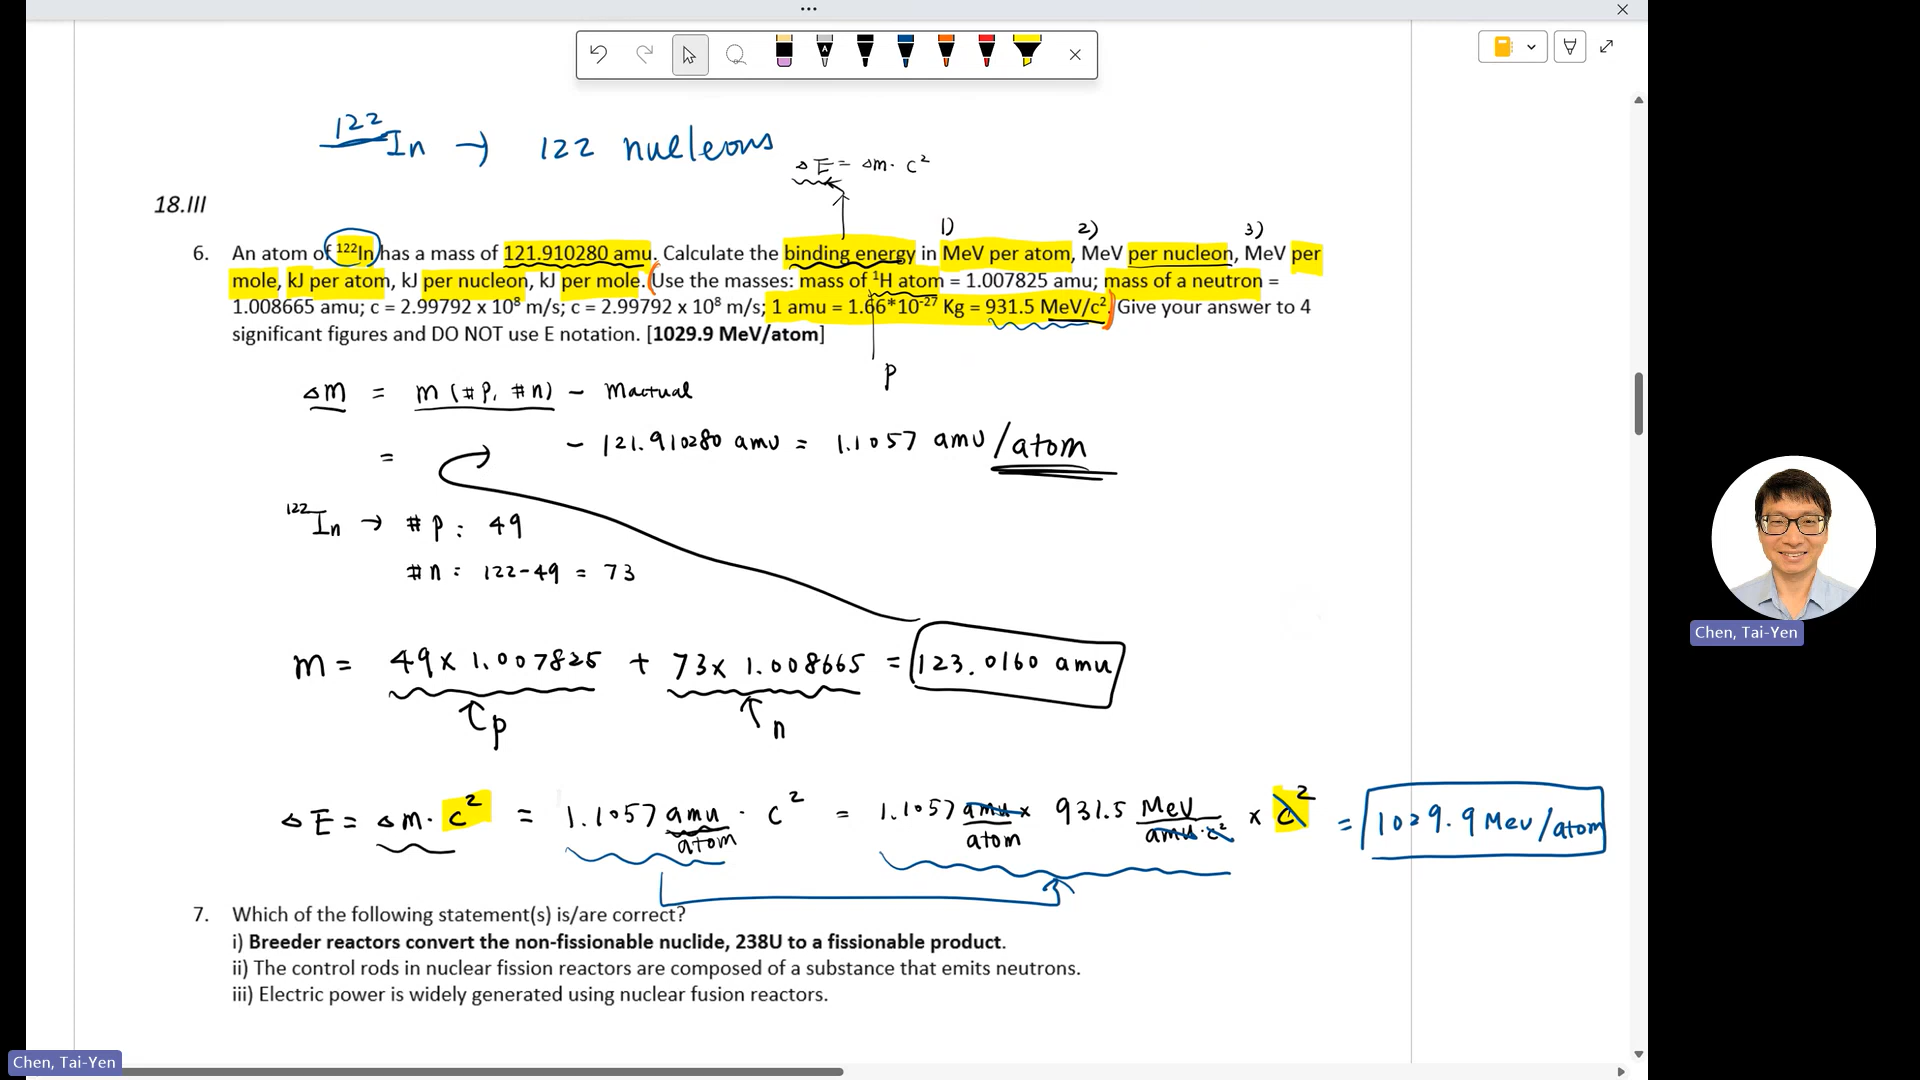 122In → 122 nucleons
ΔE = Δm · c²
18.III
1) 2) 3)
6. An atom of ¹²²In has a mass of 121.910280 amu. Calculate the binding energy in MeV per atom, MeV per nucleon, MeV per
mole, kJ per atom, kJ per nucleon, kJ per mole. (Use the masses: mass of ¹H atom = 1.007825 amu; mass of a neutron =
1.008665 amu; c = 2.99792 x 10⁸ m/s; c = 2.99792 x 10⁸ m/s; 1 amu = 1.66*10⁻²⁷ Kg = 931.5 MeV/c². Give your answer to 4
significant figures and DO NOT use E notation. [1029.9 MeV/atom]
p
Δm = m (#p, #n) − mactual
= − 121.910280 amu = 1.1057 amu /atom
¹²²In → #p : 49
#n : 122-49 = 73
m = 49 x 1.007825 + 73 x 1.008665 = 123.0160 amu
p n
ΔE = Δm · c² = 1.1057 amu/atom · c² = 1.1057 amu/atom x 931.5 MeV/amu·c² x c² = 1029.9 Mev/atom
7. Which of the following statement(s) is/are correct?
i) Breeder reactors convert the non-fissionable nuclide, 238U to a fissionable product.
ii) The control rods in nuclear fission reactors are composed of a substance that emits neutrons.
iii) Electric power is widely generated using nuclear fusion reactors.
Chen, Tai-Yen
Chen, Tai-Yen